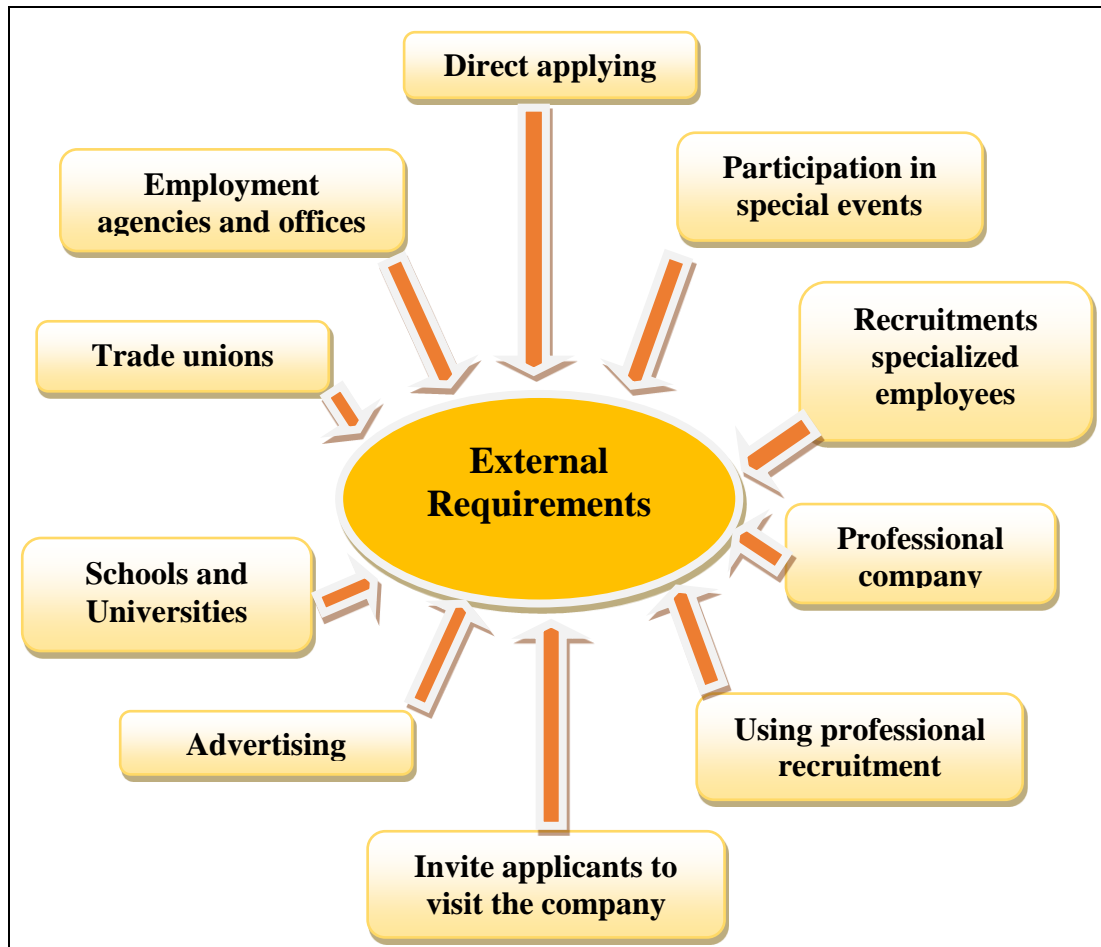 Direct applying
Employment
agencies and offices
Participation in
special events
Trade unions
Recruitments
specialized
employees
External
Requirements
Schools and
Universities
Professional
company
Advertising
Using professional
recruitment
Invite applicants to
visit the company